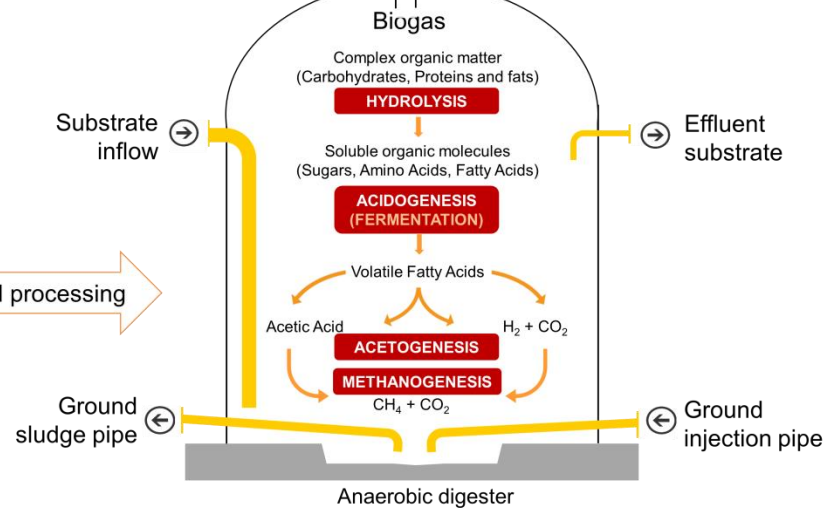 Biogas
Complex organic matter
(Carbohydrates, Proteins and fats)
HYDROLYSIS
Substrate
inflow
Effluent
substrate
Soluble organic molecules
(Sugars, Amino Acids, Fatty Acids)
ACIDOGENESIS
(FERMENTATION)
Volatile Fatty Acids
processing
Acetic Acid
H₂ + CO₂
ACETOGENESIS
METHANOGENESIS
CH₄ + CO₂
Ground
sludge pipe
Ground
injection pipe
Anaerobic digester